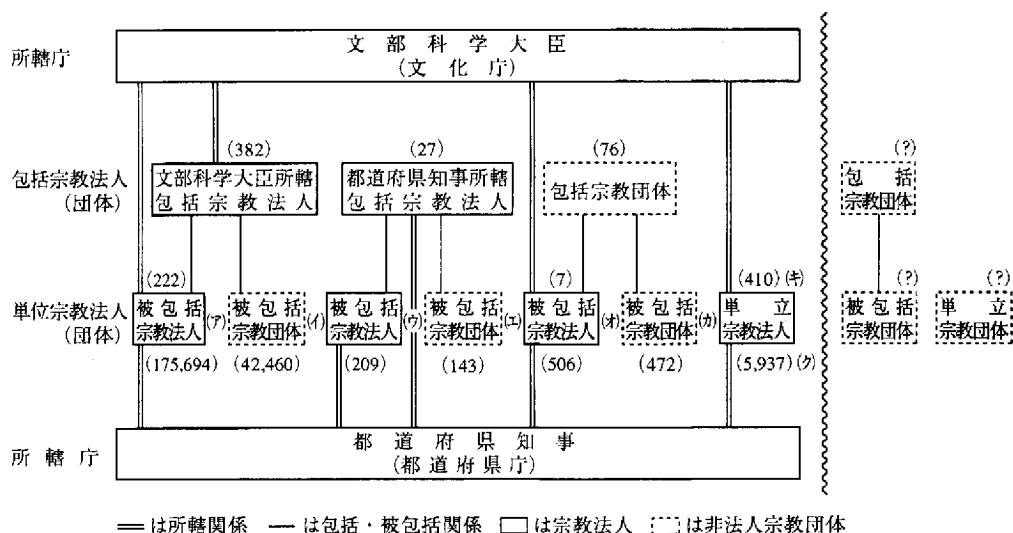 文部科学大臣
(文化庁)
所轄庁
(382)
(27)
(76)
(?)
包括宗教法人
(団体)
文部科学大臣所轄
包括宗教法人
都道府県知事所轄
包括宗教法人
包括宗教団体
包括
宗教団体
(222)
(7)
(410)(キ)
(?)
(?)
単位宗教法人
(団体)
被包括
宗教法人
(ア)
被包括
宗教団体
(イ)
被包括
宗教法人
(ウ)
被包括
宗教団体
(エ)
被包括
宗教法人
(オ)
被包括
宗教団体
(カ)
単立
宗教法人
被包括
宗教団体
単立
宗教団体
(175,694)
(42,460)
(209)
(143)
(506)
(472)
(5,937)(ク)
所轄庁
都道府県知事
(都道府県庁)
は所轄関係 は包括・被包括関係 は宗教法人 は非法人宗教団体